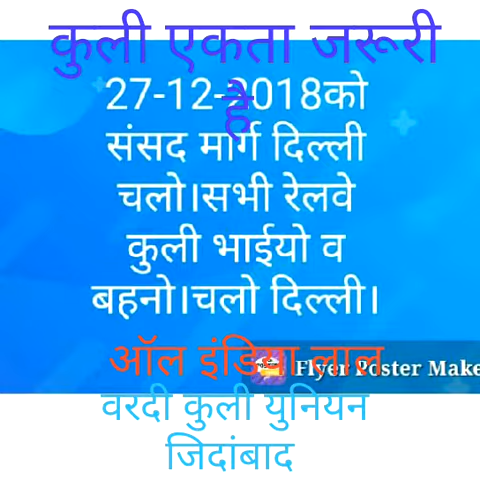 कुली एकता जरूरी
है
27-12-2018को
संसद मार्ग दिल्ली
चलो।सभी रेलवे
कुली भाईयो व
बहनो।चलो दिल्ली।
ऑल इंडिया लाल
Flyer Poster Make
वरदी कुली युनियन
जिदांबाद